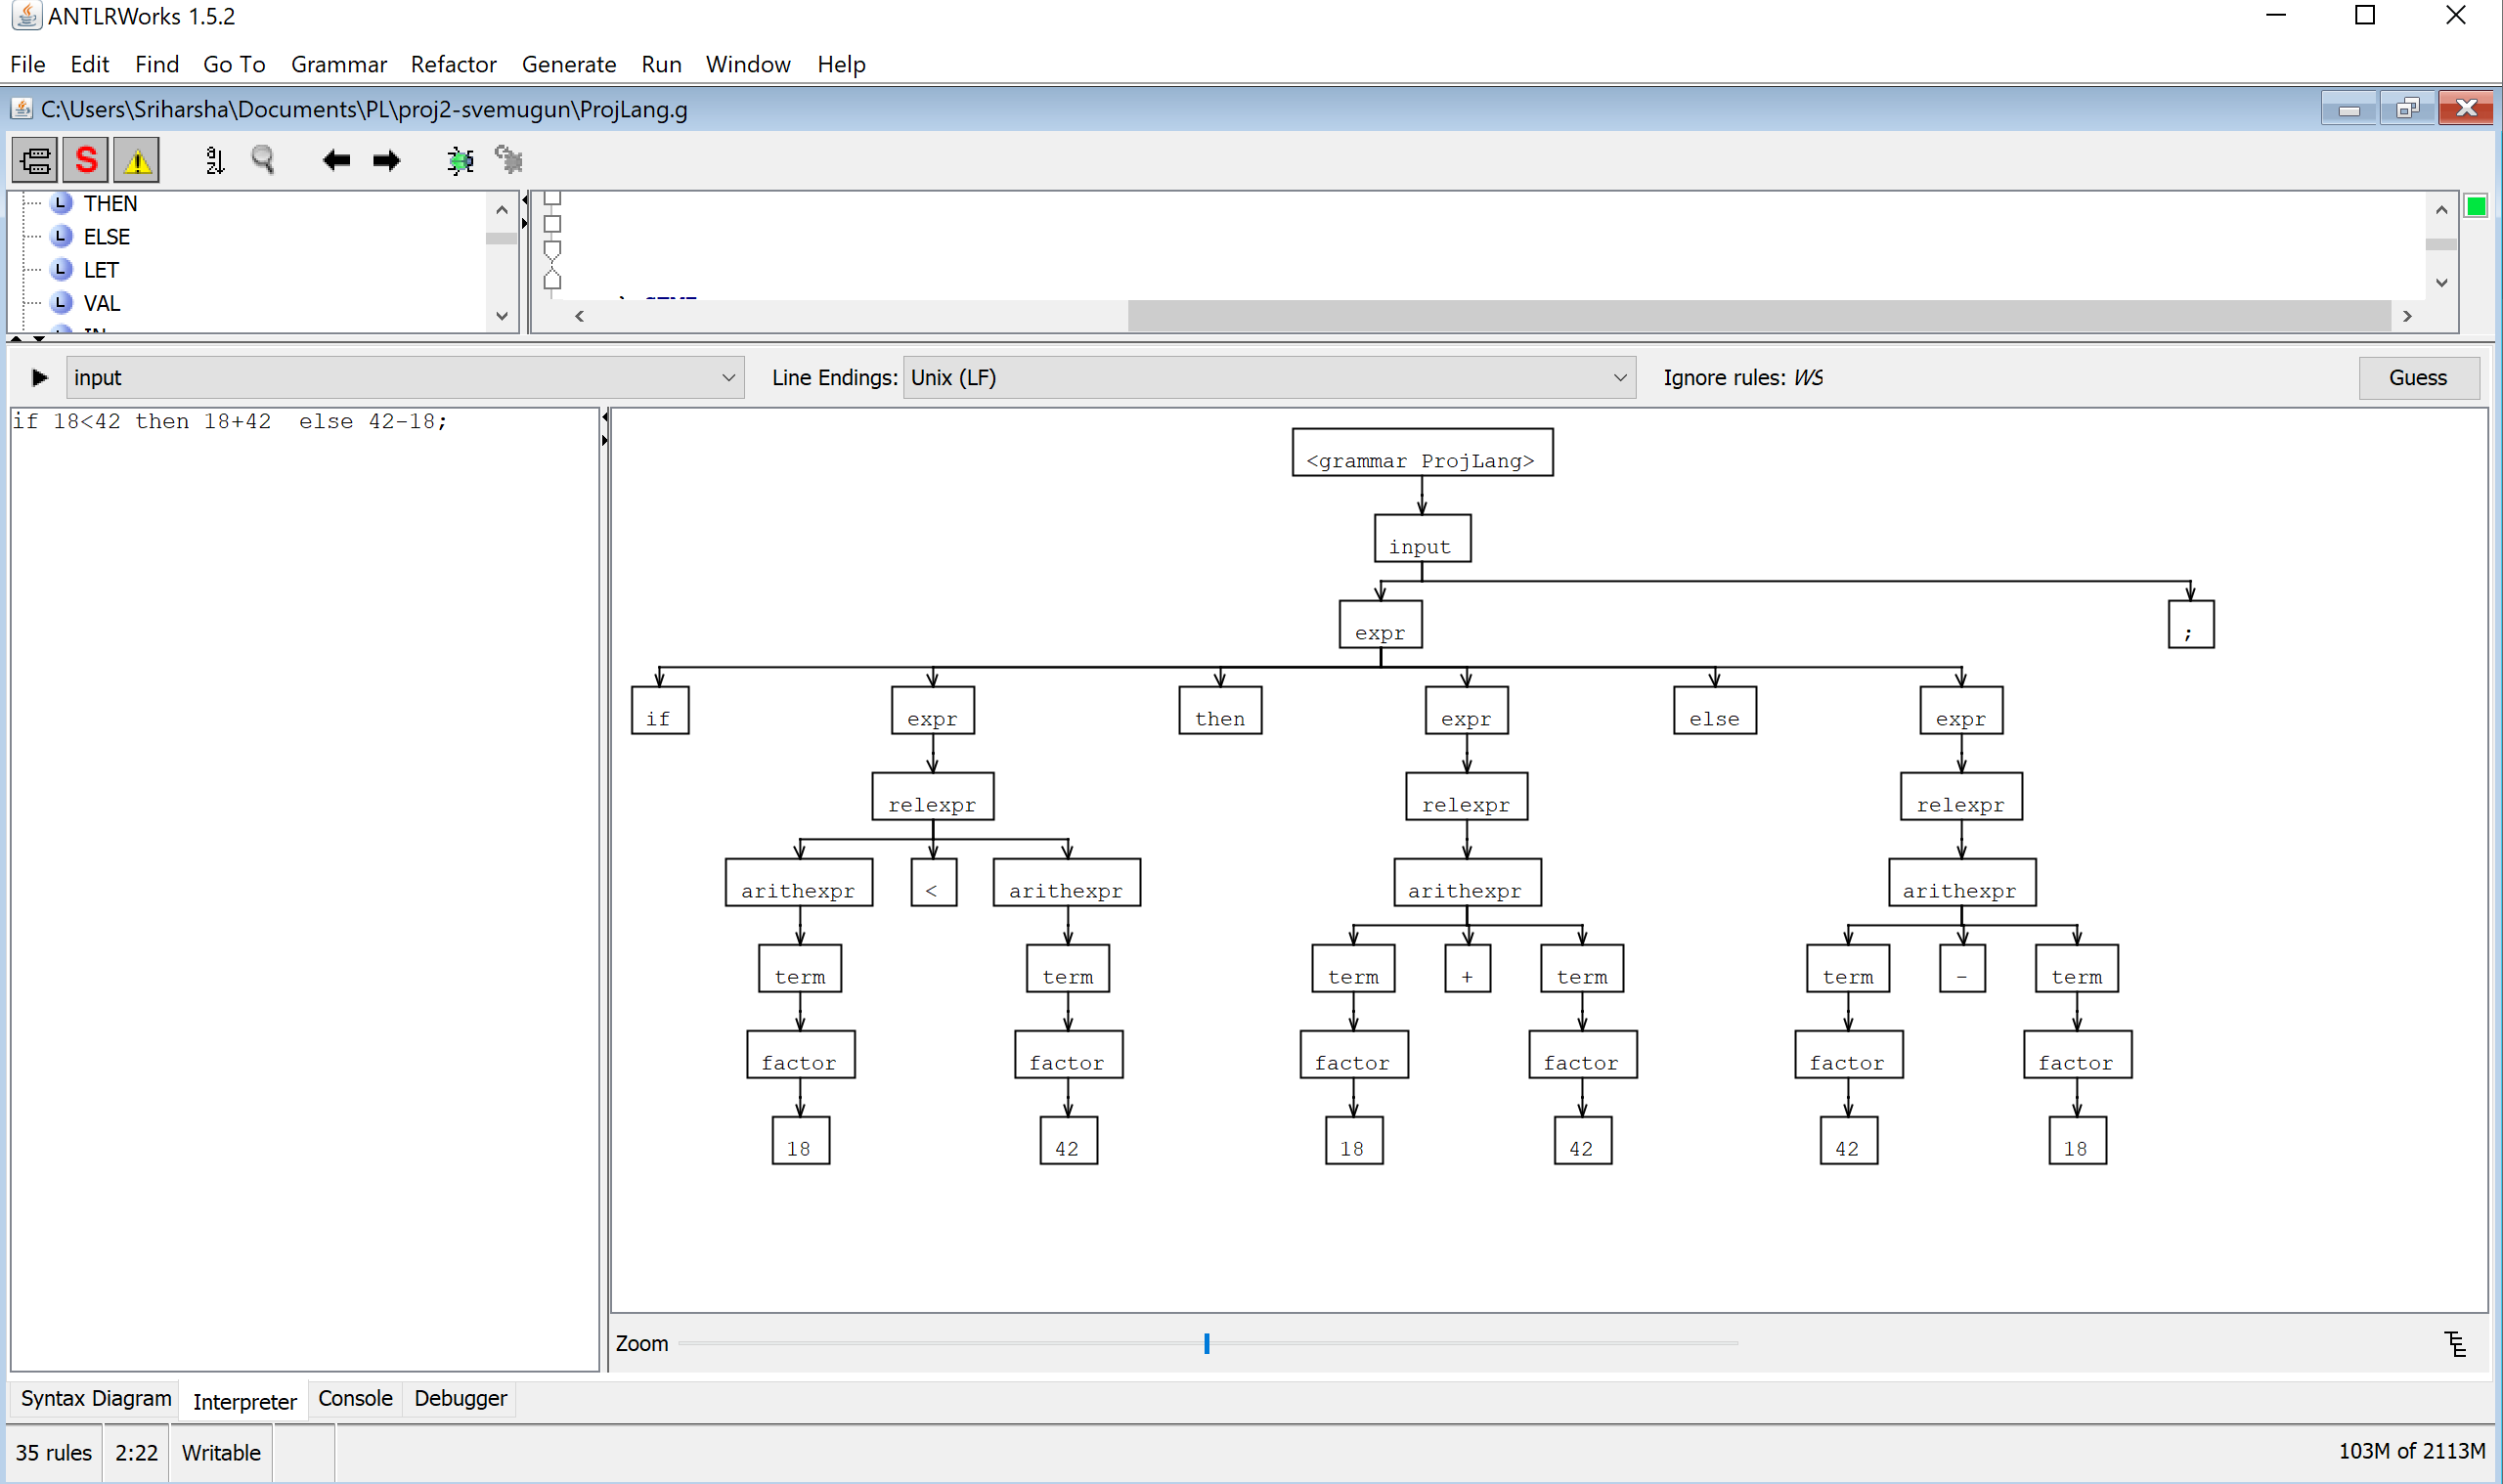 ANTLRWorks 1.5.2
File Edit Find Go To Grammar Refactor Generate Run Window Help
C:\Users\Sriharsha\Documents\PL\proj2-svemugun\ProjLang.g
THEN
ELSE
LET
VAL
input Line Endings: Unix (LF) Ignore rules: WS Guess
if 18<42 then 18+42  else 42-18;
<grammar ProjLang>
input
expr ;
if expr then expr else expr
relexpr relexpr relexpr
arithexpr < arithexpr arithexpr arithexpr
term term term + term term - term
factor factor factor factor factor factor
18 42 18 42 42 18
Zoom
Syntax Diagram Interpreter Console Debugger
35 rules 2:22 Writable 103M of 2113M